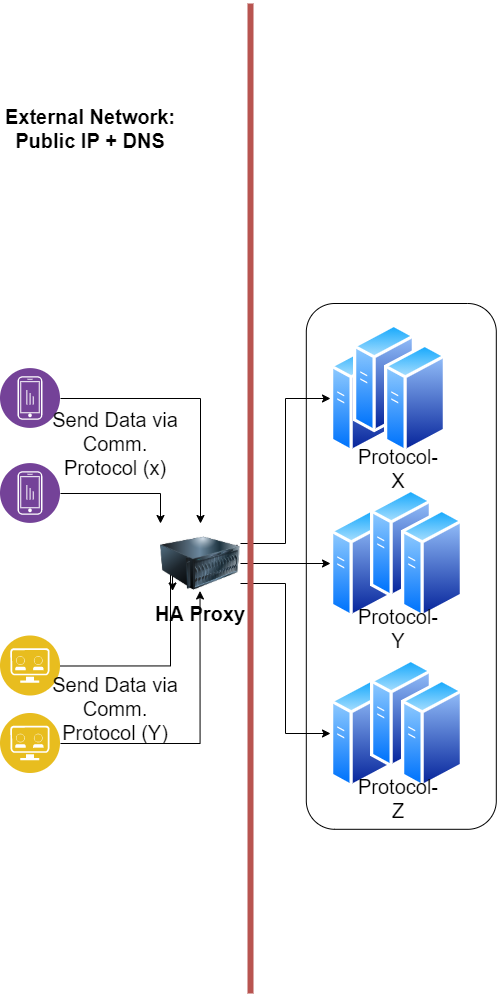 External Network:
Public IP + DNS
Send Data via
Comm.
Protocol (x)
HA Proxy
Send Data via
Comm.
Protocol (Y)
Protocol-
X
Protocol-
Y
Protocol-
Z